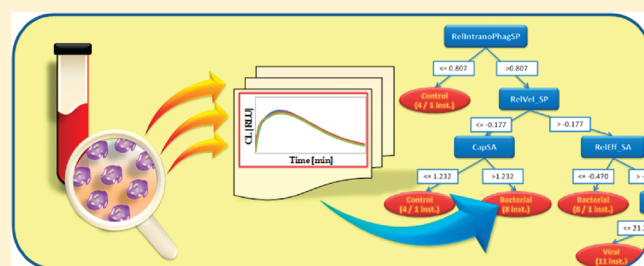 RelIntranoPhagSP
<= 0.807
>0.807
Control
(4 / 1 inst.)
RelVel_SP
<= -0.177
> -0.177
CapSA
RelEff_SA
<= 1.232
>1.232
<= -0.470
Control
(4 / 1 inst.)
Bacterial
(8 inst.)
Bacterial
(8 / 1 inst.)
<= 21.
Viral
(11 inst.)
CL [RLU]
Time [min]